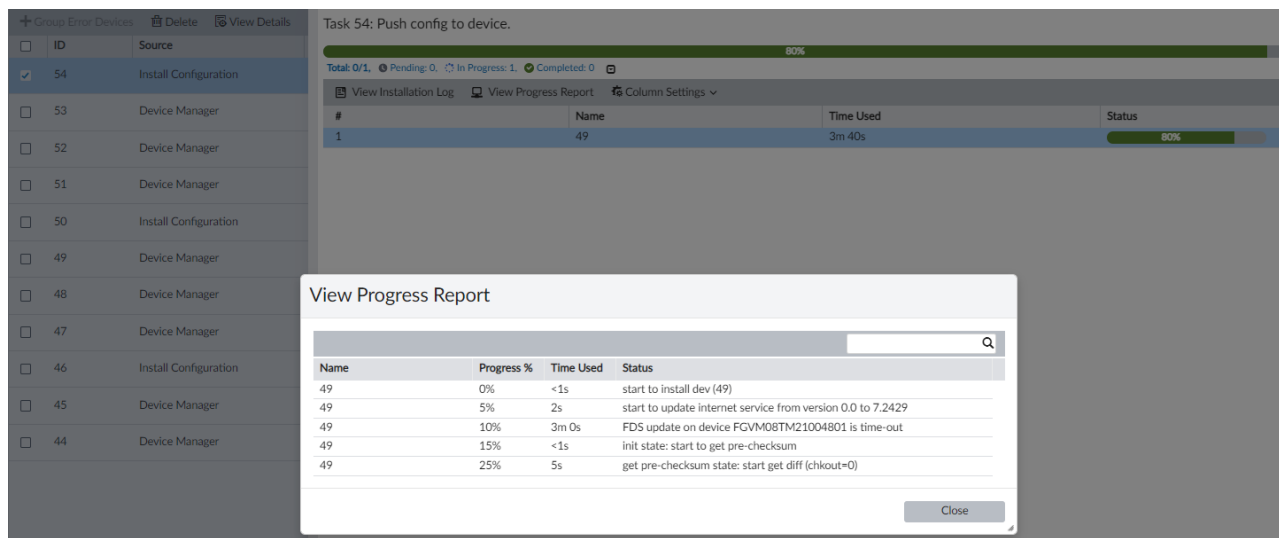 Group Error Devices Delete View Details
ID Source
54 Install Configuration
53 Device Manager
52 Device Manager
51 Device Manager
50 Install Configuration
49 Device Manager
48 Device Manager
47 Device Manager
46 Install Configuration
45 Device Manager
44 Device Manager
Task 54: Push config to device.
80%
Total: 0/1, Pending: 0, In Progress: 1, Completed: 0
View Installation Log View Progress Report Column Settings
# Name Time Used Status
1 49 3m 40s 80%
View Progress Report
Name Progress % Time Used Status
49 0% <1s start to install dev (49)
49 5% 2s start to update internet service from version 0.0 to 7.2429
49 10% 3m 0s FDS update on device FGVM08TM21004801 is time-out
49 15% <1s init state: start to get pre-checksum
49 25% 5s get pre-checksum state: start get diff (chkout=0)
Close